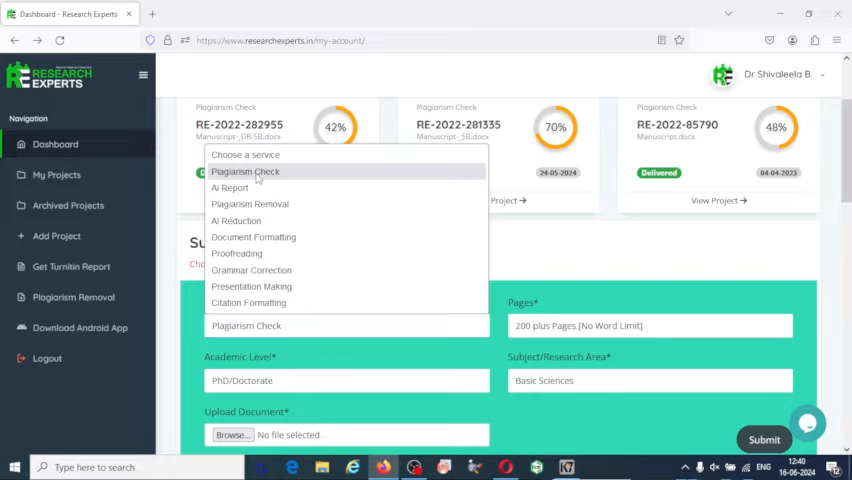 Dashboard - Research Experts
https://www.researchexperts.in/my-account/
RESEARCH
EXPERTS
Dr Shivaleela B
Navigation
Dashboard
My Projects
Archived Projects
Add Project
Get Turnitin Report
Plagiarism Removal
Download Android App
Logout
Plagiarism Check
RE-2022-282955
Manuscript-_DR-SB.docx
42%
Plagiarism Check
RE-2022-281335
Manuscript-_SB.docx
70%
24-05-2024
Project
Plagiarism Check
RE-2022-85790
Manuscript.docx
48%
Delivered
04-04-2023
View Project
Su
Cho
Choose a service
Plagiarism Check
AI Report
Plagiarism Removal
AI Reduction
Document Formatting
Proofreading
Grammar Correction
Presentation Making
Citation Formatting
Plagiarism Check
Pages*
200 plus Pages [No Word Limit]
Academic Level*
PhD/Doctorate
Subject/Research Area*
Basic Sciences
Upload Document*
Browse... No file selected
Submit
Type here to search
ENG
12:40
16-06-2024